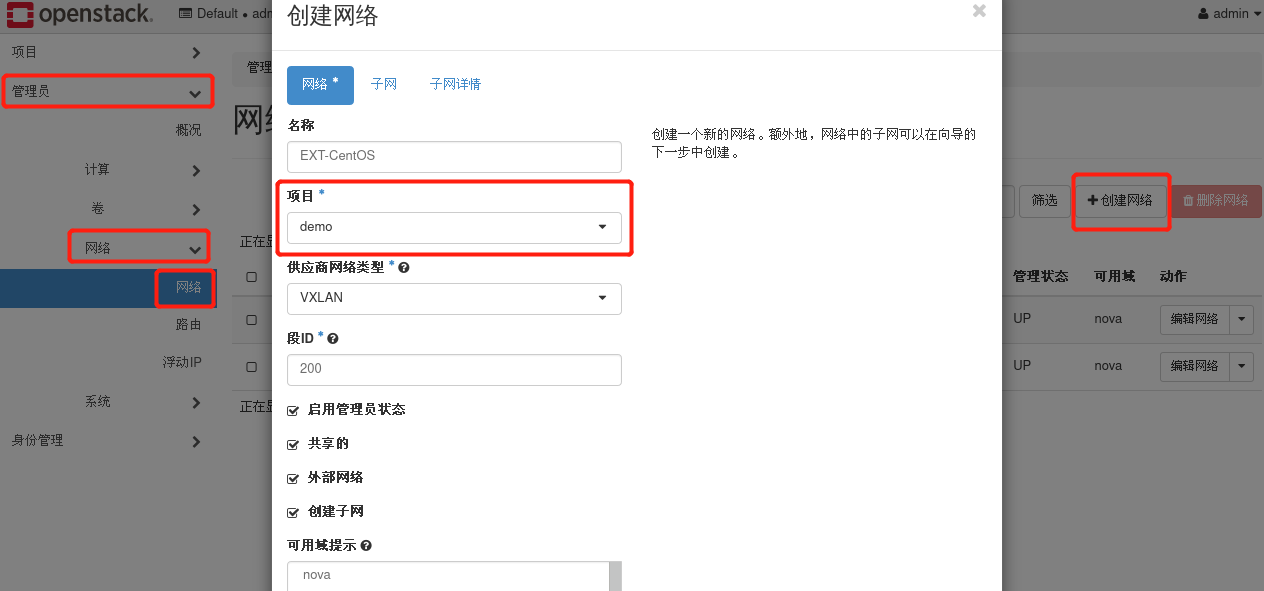 openstack.
Default • adm
admin
项目
管理员
概况
计算
卷
网络
网络
路由
浮动IP
系统
身份管理
管理
网络
创建网络
×
网络 *
子网
子网详情
名称
EXT-CentOS
项目 *
demo
供应商网络类型 *
VXLAN
段ID *
200
启用管理员状态
共享的
外部网络
创建子网
可用域提示
nova
创建一个新的网络。额外地，网络中的子网可以在向导的
下一步中创建。
筛选
+创建网络
删除网络
正在显
管理状态 可用域 动作
UP nova 编辑网络
UP nova 编辑网络
正在显